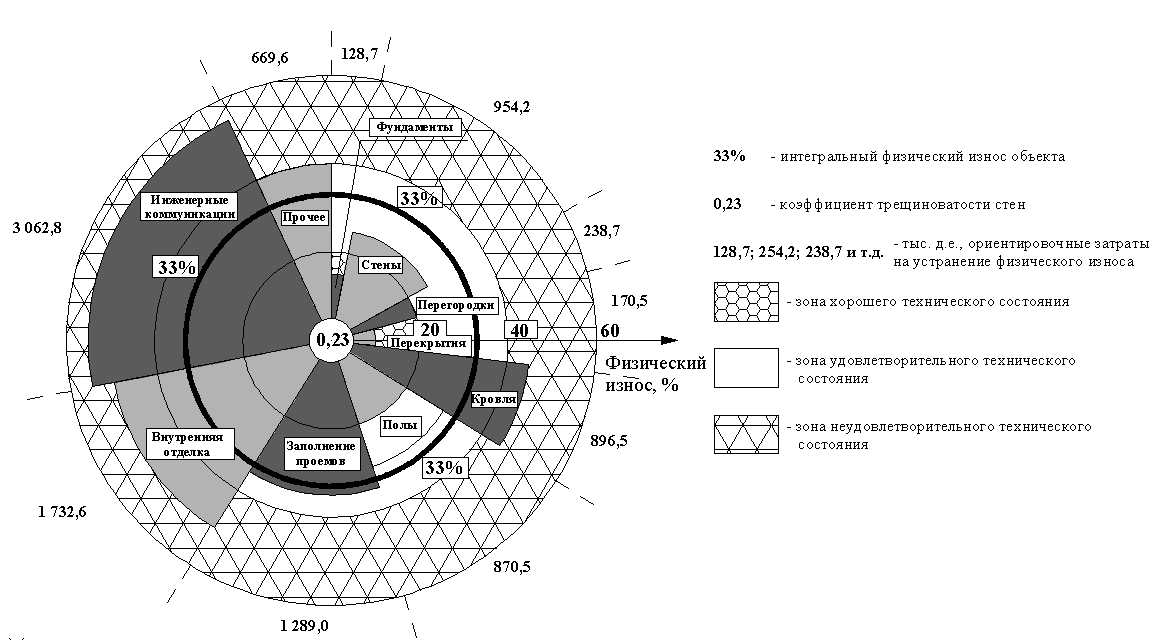 669,6
128,7
954,2
Фундаменты
33%
Инженерные
коммуникации
Прочее
3 062,8
238,7
Стены
33%
170,5
Перегородки
0,23
20
40
60
Перекрытия
Физический
износ, %
Кровля
Полы
896,5
Внутренняя
отделка
Заполнение
проемов
33%
1 732,6
870,5
1 289,0
33% - интегральный физический износ объекта
0,23 - коэффициент трещиноватости стен
128,7; 254,2; 238,7 и т.д. - тыс. д.е., ориентировочные затраты
на устранение физического износа
- зона хорошего технического состояния
- зона удовлетворительного технического
состояния
- зона неудовлетворительного технического
состояния